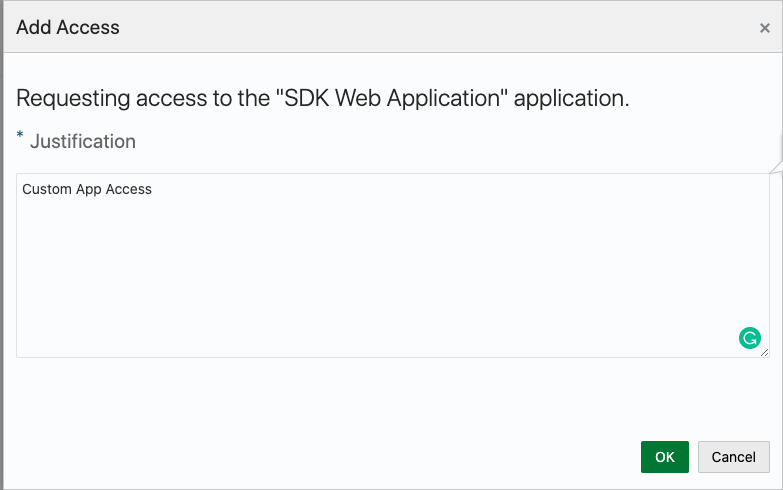 Add Access
×
Requesting access to the "SDK Web Application" application.
* Justification
Custom App Access
OK
Cancel